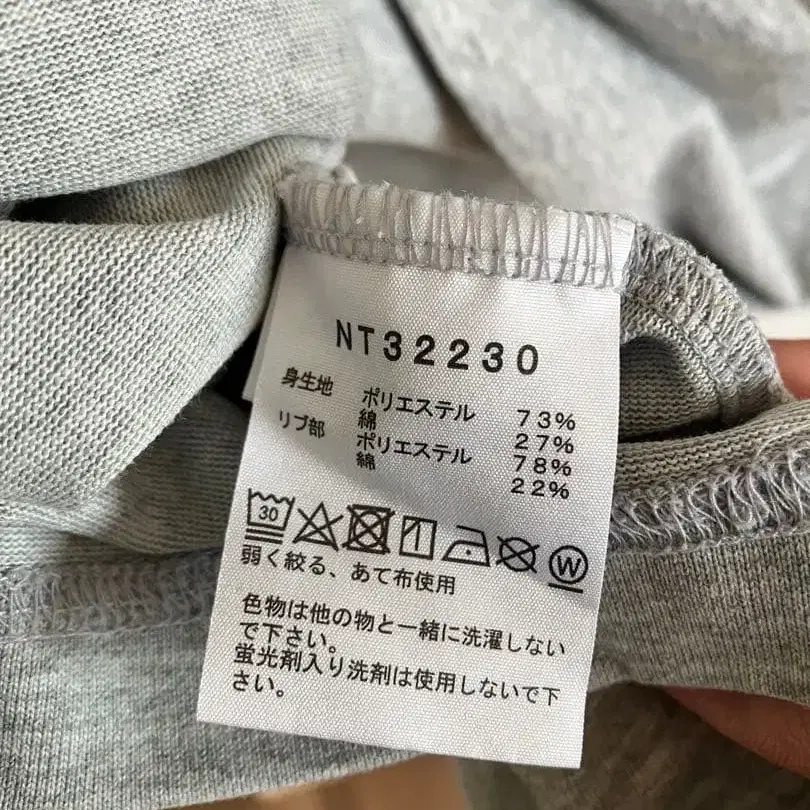 NT32230
身生地 ポリエステル 73%
綿 27%
リブ部 ポリエステル 78%
綿 22%
30 W
弱く絞る、あて布使用
色物は他の物と一緒に洗濯しない
で下さい。
蛍光剤入り洗剤は使用しないで下
さい。